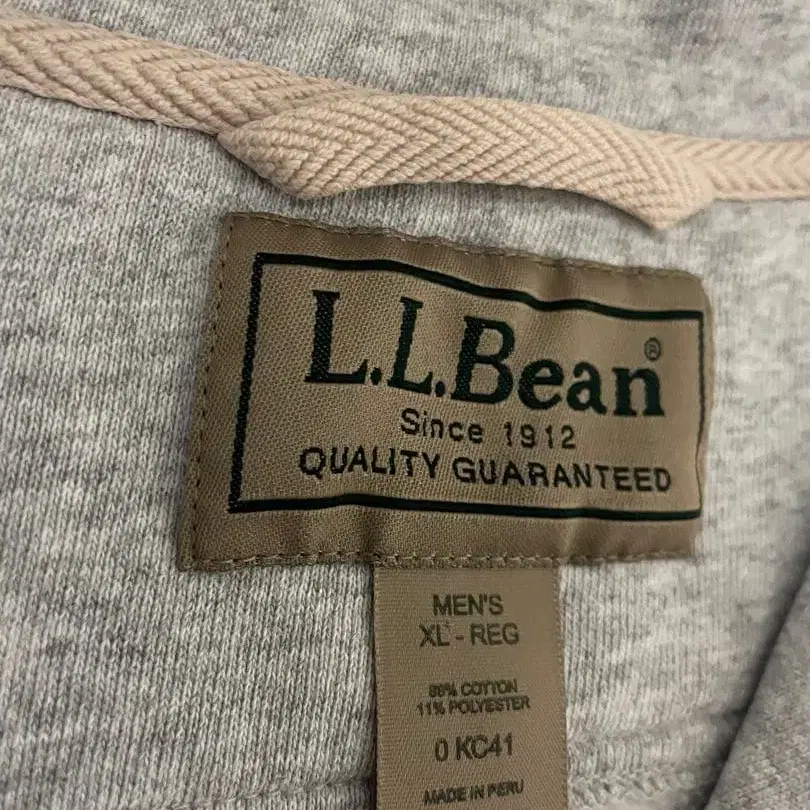 L.L.Bean®
Since 1912
QUALITY GUARANTEED
MEN'S
XL - REG
89% COTTON
11% POLYESTER
0 KC41
MADE IN PERU